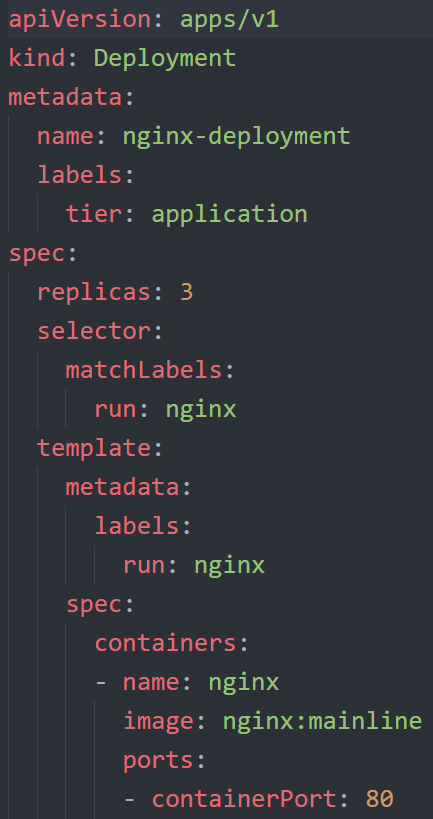 apiVersion: apps/v1
kind: Deployment
metadata:
  name: nginx-deployment
  labels:
    tier: application
spec:
  replicas: 3
  selector:
    matchLabels:
      run: nginx
  template:
    metadata:
      labels:
        run: nginx
    spec:
      containers:
      - name: nginx
        image: nginx:mainline
        ports:
        - containerPort: 80